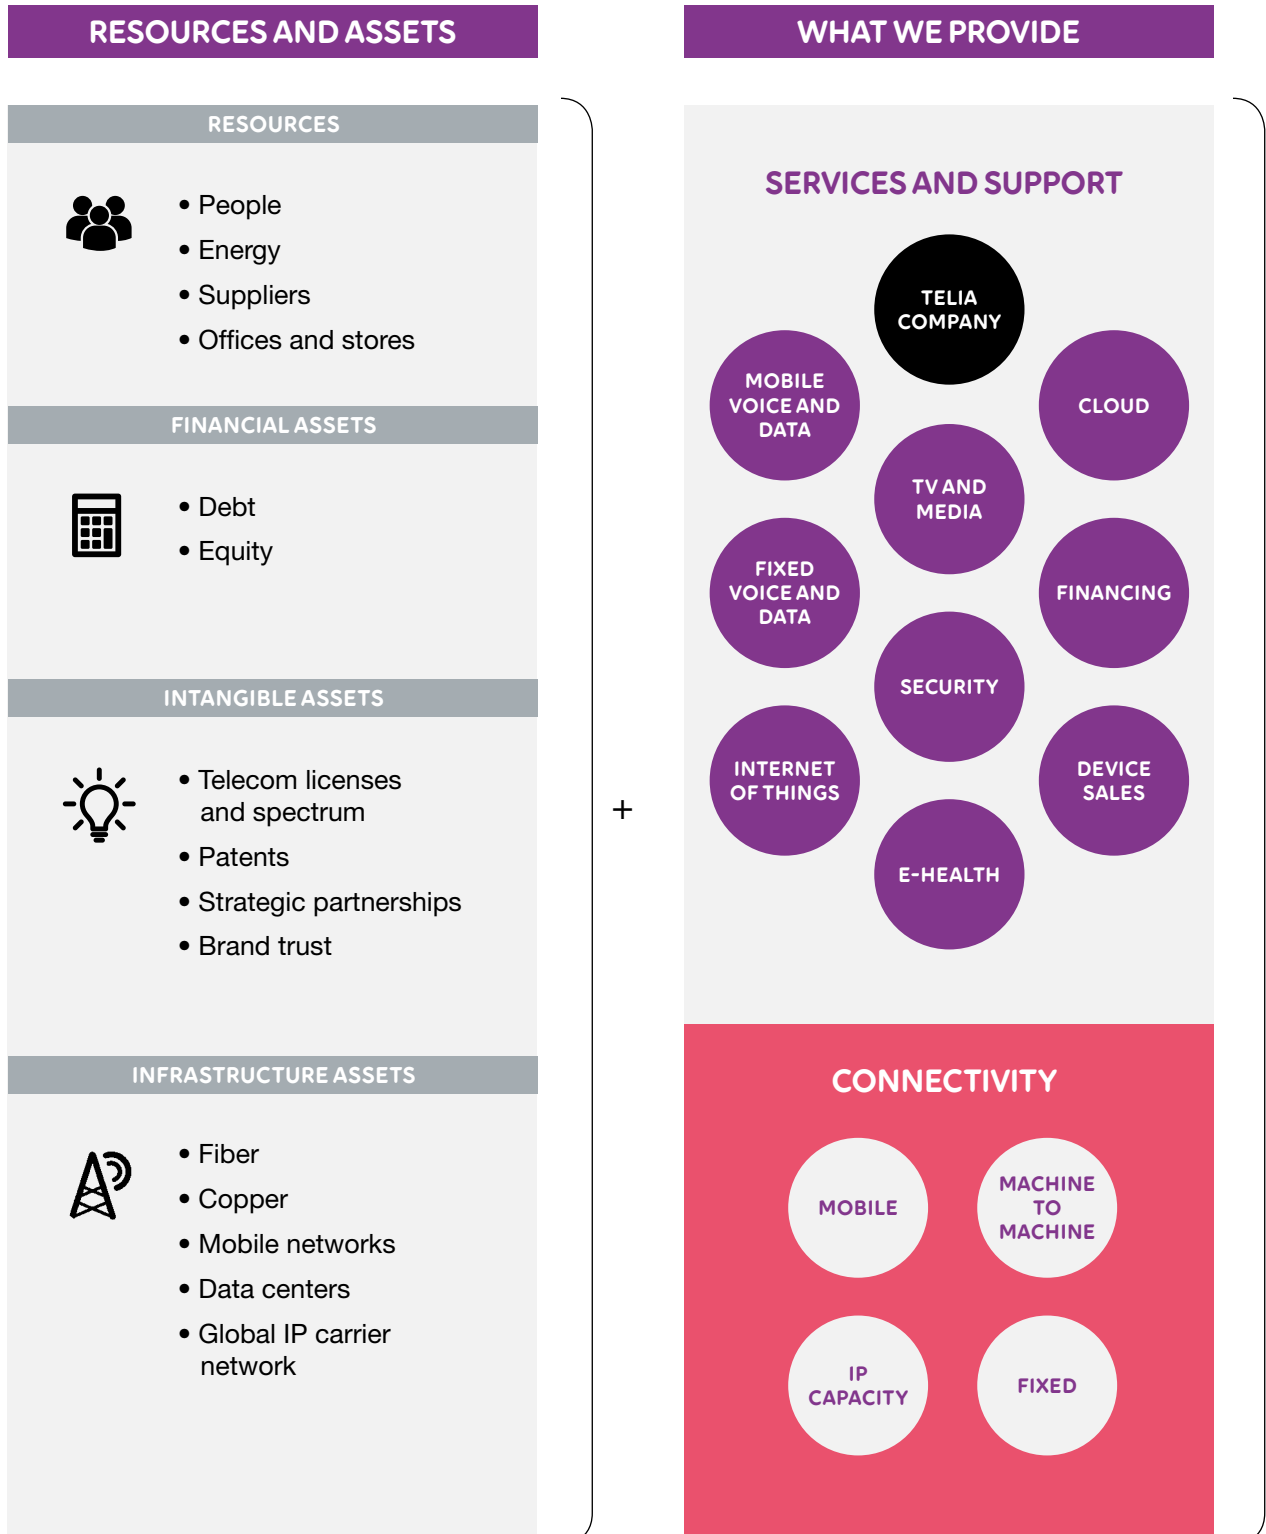 RESOURCES AND ASSETS
RESOURCES
• People
• Energy
• Suppliers
• Offices and stores
FINANCIAL ASSETS
• Debt
• Equity
INTANGIBLE ASSETS
• Telecom licenses
and spectrum
• Patents
• Strategic partnerships
• Brand trust
INFRASTRUCTURE ASSETS
• Fiber
• Copper
• Mobile networks
• Data centers
• Global IP carrier
network
+
WHAT WE PROVIDE
SERVICES AND SUPPORT
TELIA
COMPANY
MOBILE
VOICE AND
DATA
CLOUD
TV AND
MEDIA
FIXED
VOICE AND
DATA
FINANCING
SECURITY
INTERNET
OF THINGS
DEVICE
SALES
E-HEALTH
CONNECTIVITY
MOBILE
MACHINE
TO
MACHINE
IP
CAPACITY
FIXED